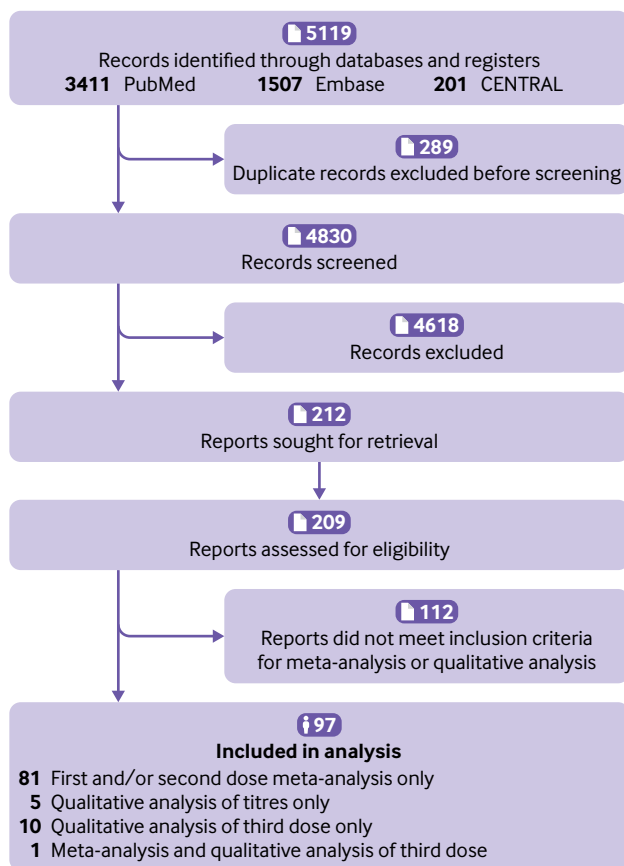 5119
Records identified through databases and registers
3411 PubMed 1507 Embase 201 CENTRAL
289
Duplicate records excluded before screening
4830
Records screened
4618
Records excluded
212
Reports sought for retrieval
209
Reports assessed for eligibility
112
Reports did not meet inclusion criteria
for meta-analysis or qualitative analysis
97
Included in analysis
81 First and/or second dose meta-analysis only
5 Qualitative analysis of titres only
10 Qualitative analysis of third dose only
1 Meta-analysis and qualitative analysis of third dose